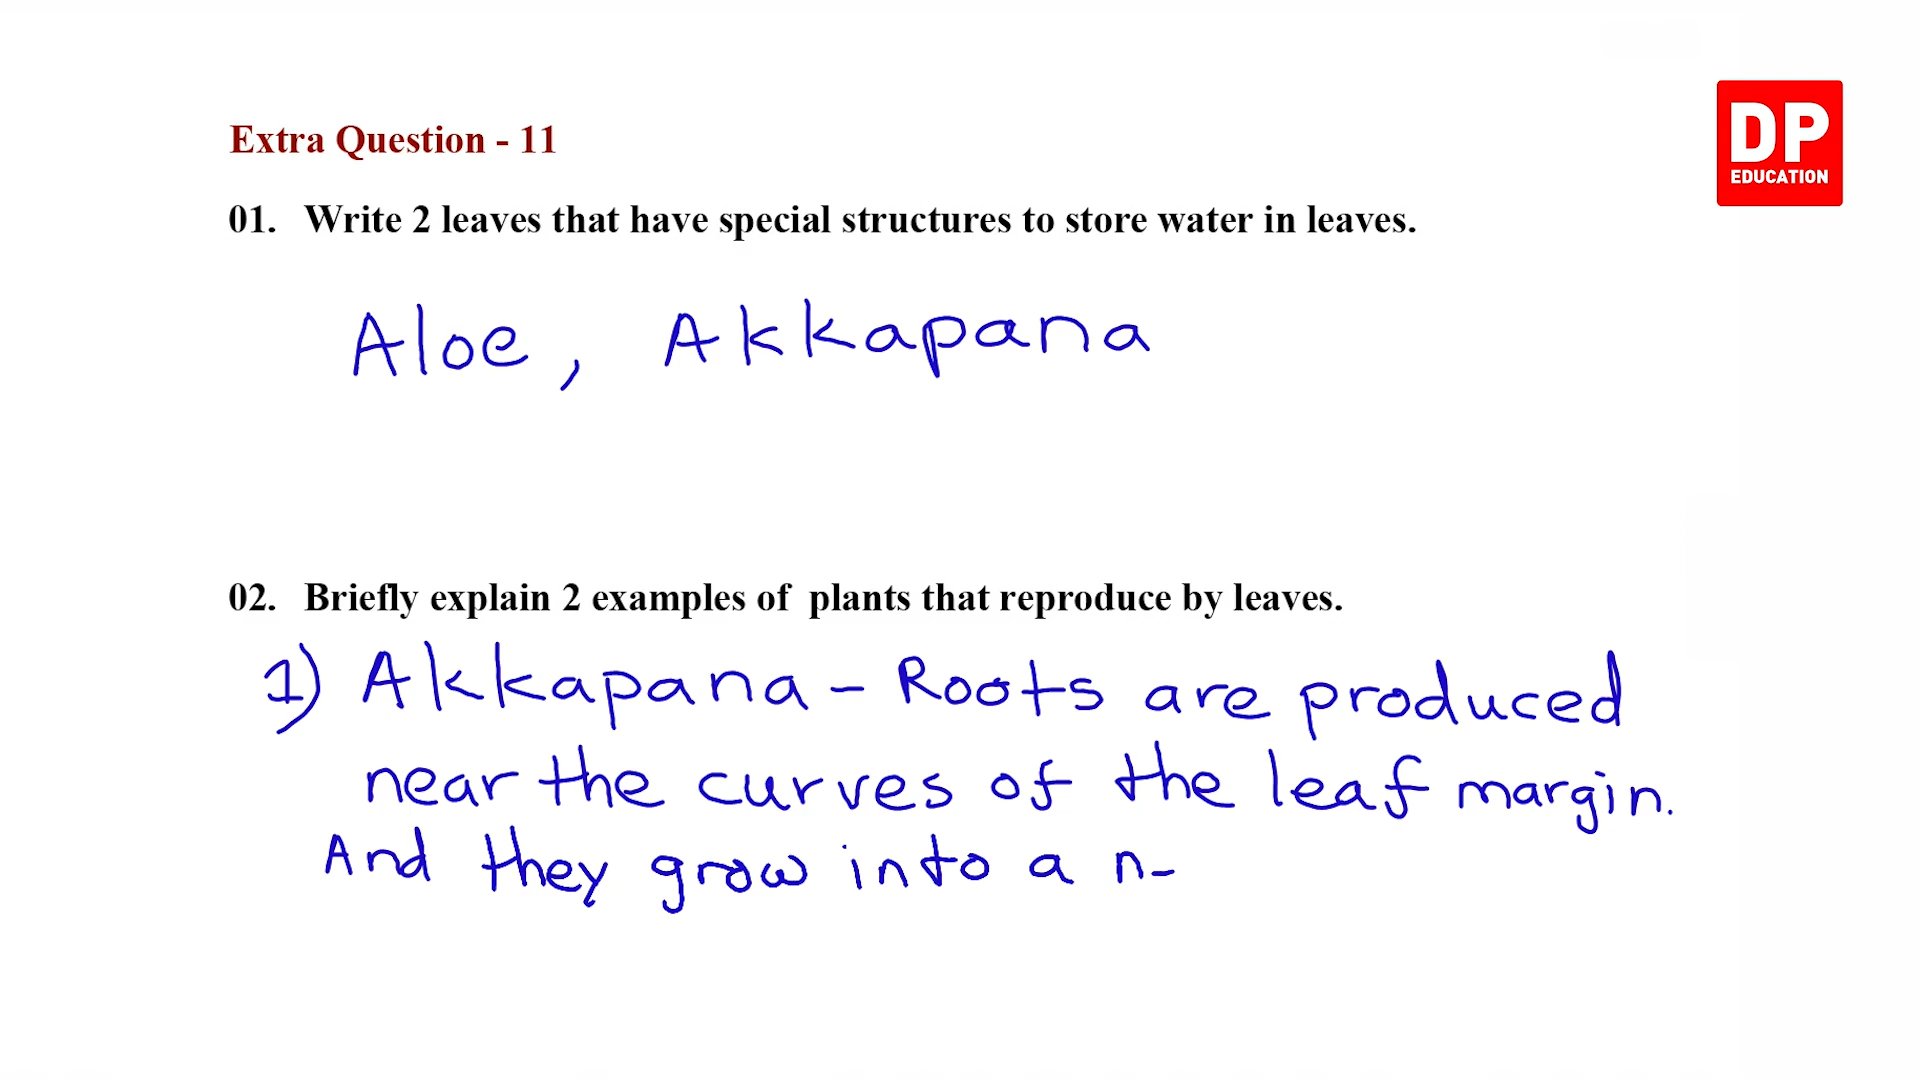 DP
EDUCATION
Extra Question - 11
01. Write 2 leaves that have special structures to store water in leaves.
Aloe, Akkapana
02. Briefly explain 2 examples of plants that reproduce by leaves.
1) Akkapana - Roots are produced
near the curves of the leaf margin.
And they grow into a n